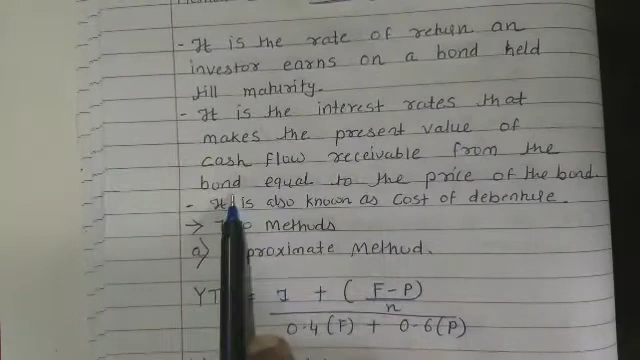 - It is the rate of return an
investor earns on a bond held
till maturity.
- It is the interest rates that
makes the present value of
cash flow receivable from the
bond equal to the price of the bond.
- It is also known as cost of debenture.
→ Methods
a) Method.
= I + (F-P)
n
0.4(F) + 0.6(P)